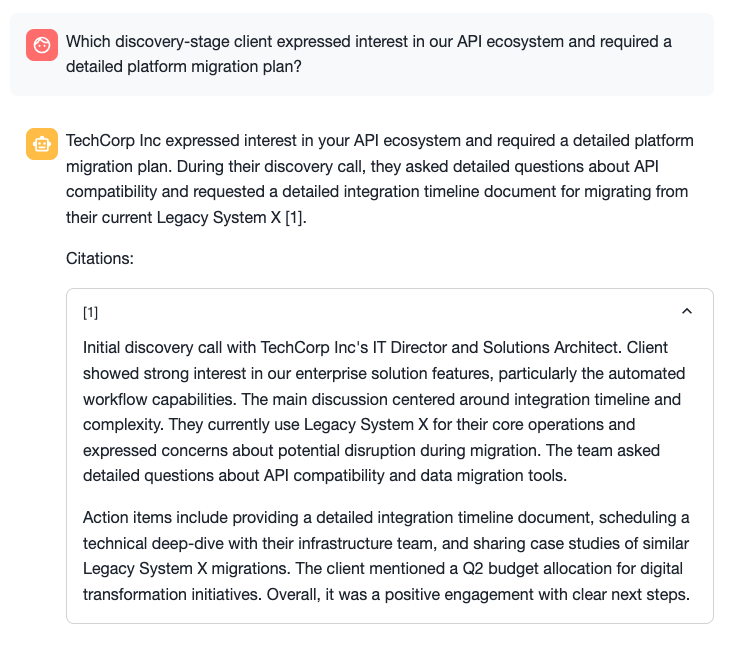 Which discovery-stage client expressed interest in our API ecosystem and required a
detailed platform migration plan?
TechCorp Inc expressed interest in your API ecosystem and required a detailed platform
migration plan. During their discovery call, they asked detailed questions about API
compatibility and requested a detailed integration timeline document for migrating from
their current Legacy System X [1].
Citations:
[1]
Initial discovery call with TechCorp Inc's IT Director and Solutions Architect. Client
showed strong interest in our enterprise solution features, particularly the automated
workflow capabilities. The main discussion centered around integration timeline and
complexity. They currently use Legacy System X for their core operations and
expressed concerns about potential disruption during migration. The team asked
detailed questions about API compatibility and data migration tools.
Action items include providing a detailed integration timeline document, scheduling a
technical deep-dive with their infrastructure team, and sharing case studies of similar
Legacy System X migrations. The client mentioned a Q2 budget allocation for digital
transformation initiatives. Overall, it was a positive engagement with clear next steps.